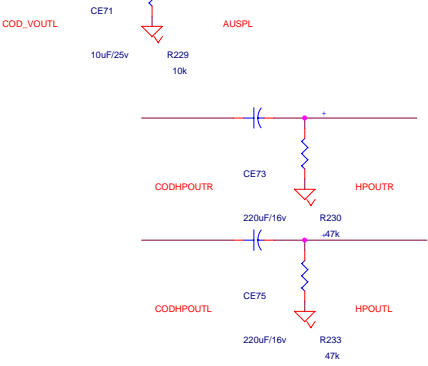 CE71
COD_VOUTL
AUSPL
10uF/25v
R229
10k
+
CE73
CODHPOUTR
HPOUTR
220uF/16v
R230
+
47k
CE75
CODHPOUTL
HPOUTL
220uF/16v
R233
47k